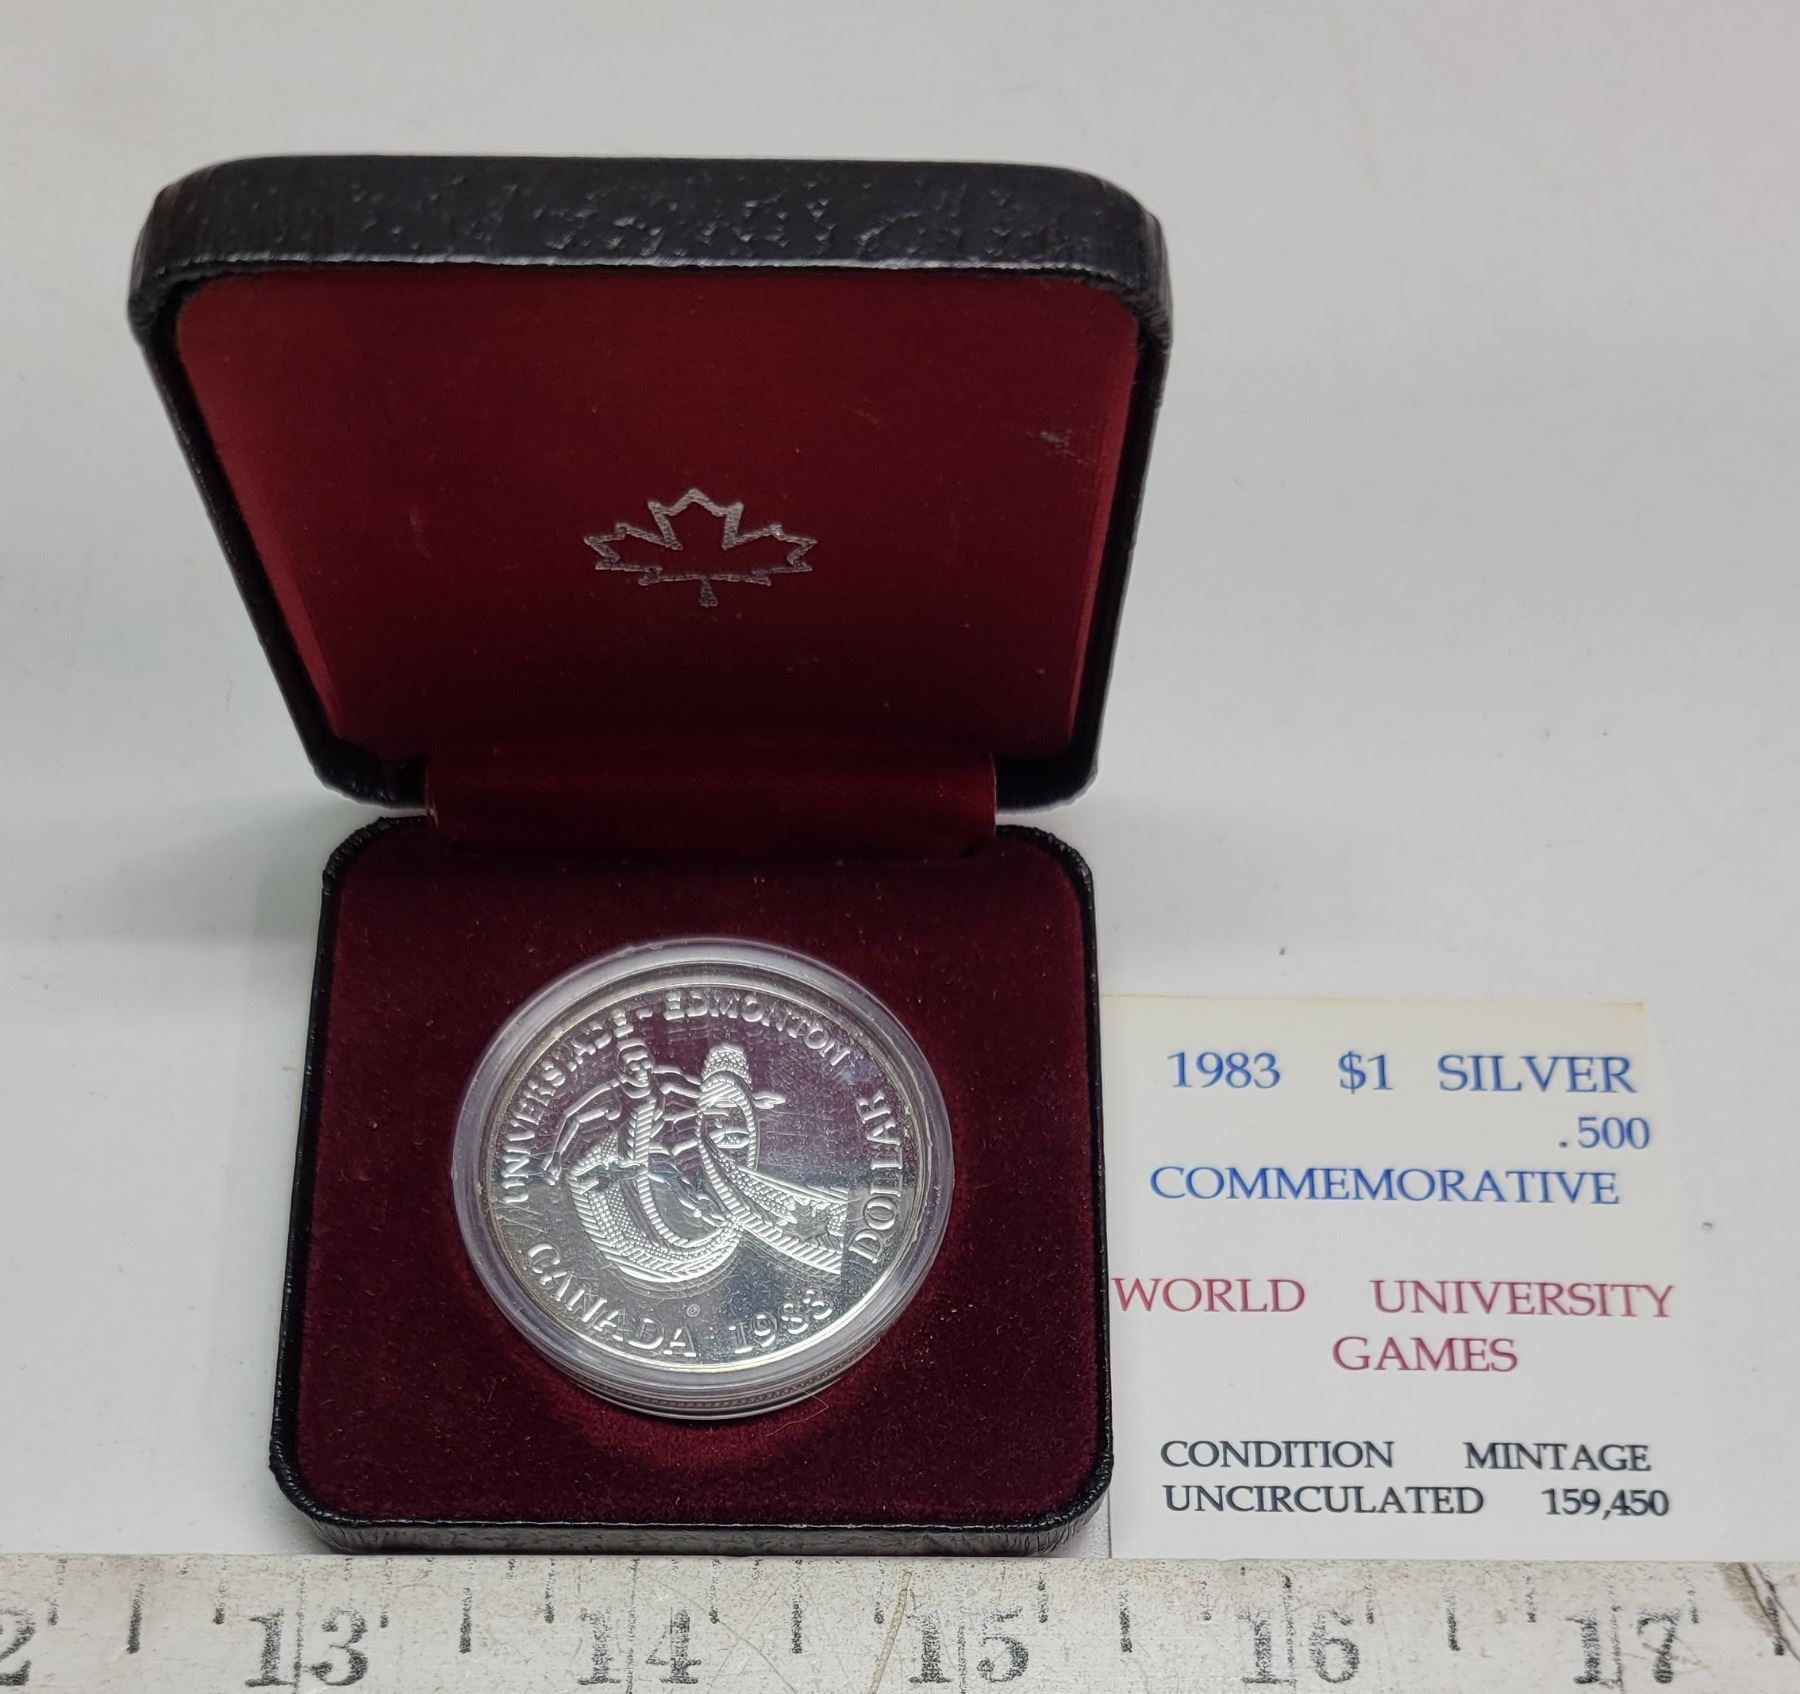 UNIVERSIADE - EDMONTON
DOLLAR
CANADA 1983
1983 $1 SILVER
.500
COMMEMORATIVE
WORLD UNIVERSITY
GAMES
CONDITION MINTAGE
UNCIRCULATED 159,450
2 13 14 15 16 17